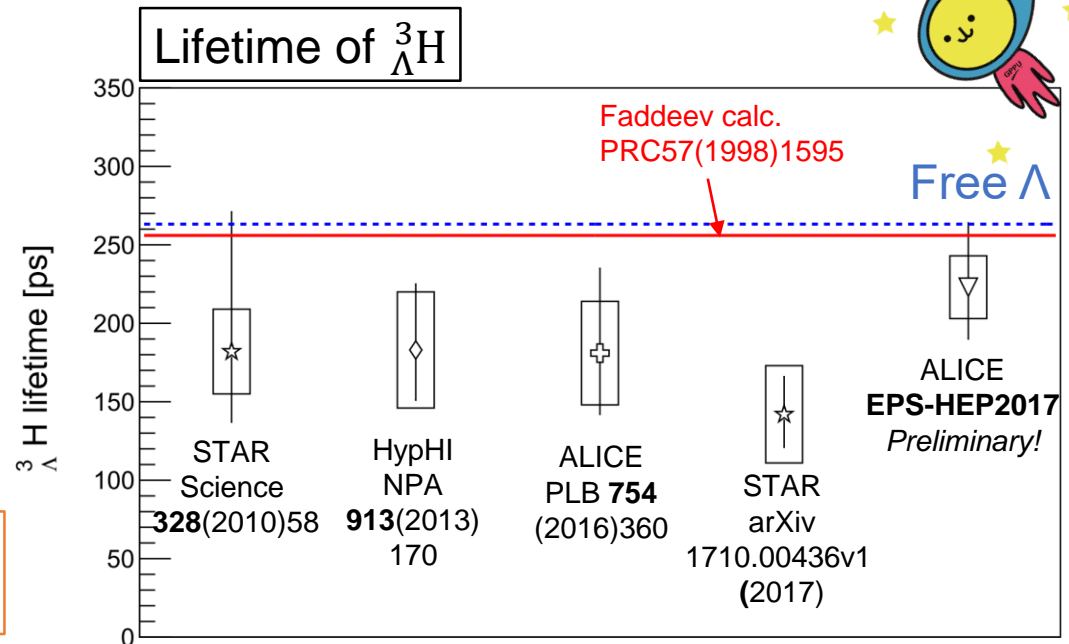 Lifetime of ³ΛH
Faddeev calc.
PRC57(1998)1595
Free Λ
350
300
250
200
150
100
50
0
³ΛH lifetime [ps]
STAR
Science
328(2010)58
HypHI
NPA
913(2013)
170
ALICE
PLB 754
(2016)360
STAR
arXiv
1710.00436v1
(2017)
ALICE
EPS-HEP2017
Preliminary!
GPPU